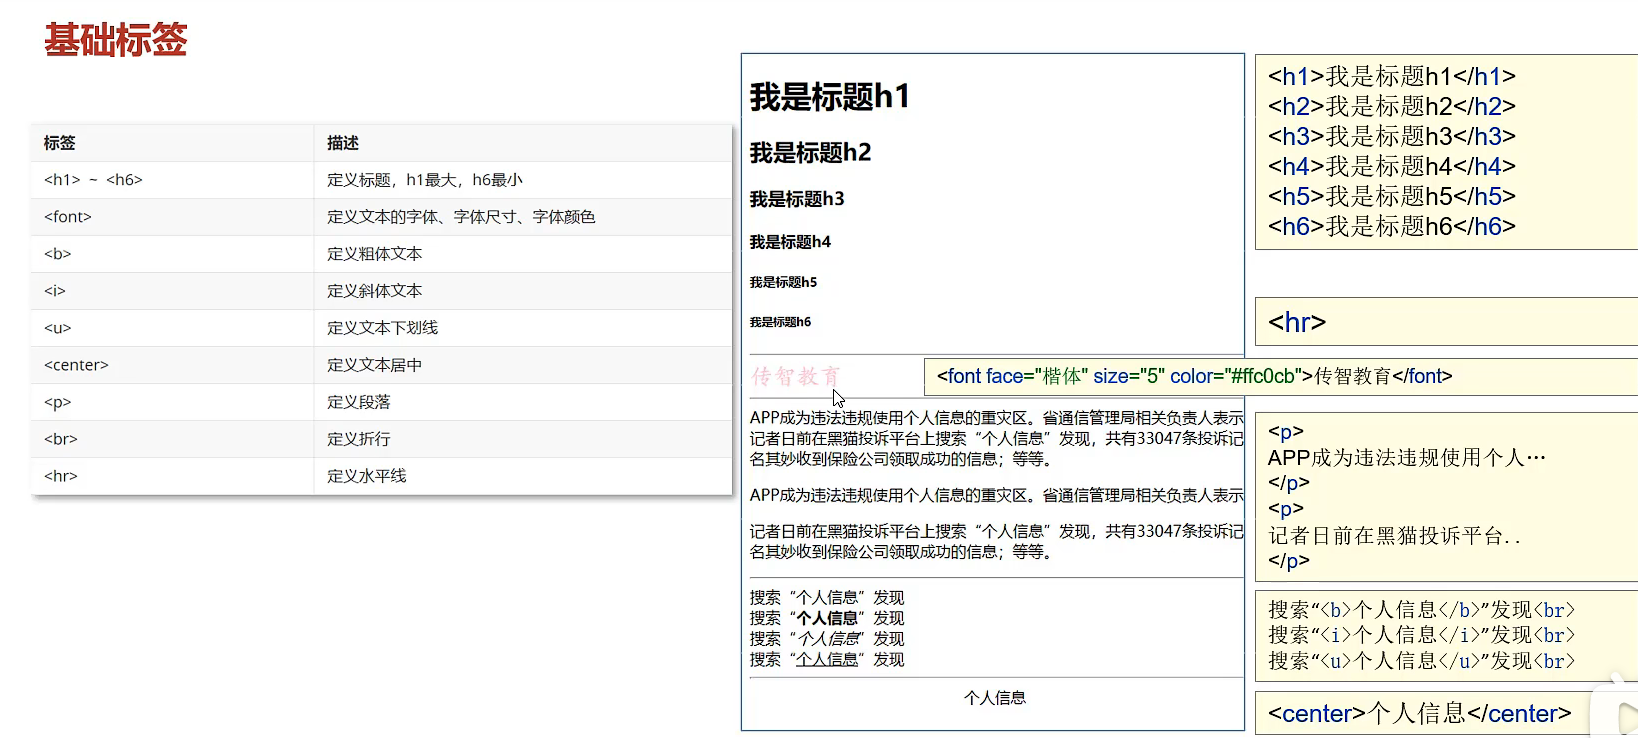 基础标签
标签 描述
<h1> ~ <h6> 定义标题，h1最大，h6最小
<font> 定义文本的字体、字体尺寸、字体颜色
<b> 定义粗体文本
<i> 定义斜体文本
<u> 定义文本下划线
<center> 定义文本居中
<p> 定义段落
<br> 定义折行
<hr> 定义水平线
我是标题h1
我是标题h2
我是标题h3
我是标题h4
我是标题h5
我是标题h6
传智教育
APP成为违法违规使用个人信息的重灾区。省通信管理局相关负责人表示
记者日前在黑猫投诉平台上搜索“个人信息”发现，共有33047条投诉记
名其妙收到保险公司领取成功的信息；等等。
APP成为违法违规使用个人信息的重灾区。省通信管理局相关负责人表示
记者日前在黑猫投诉平台上搜索“个人信息”发现，共有33047条投诉记
名其妙收到保险公司领取成功的信息；等等。
搜索“个人信息”发现
搜索“个人信息”发现
搜索“个人信息”发现
搜索“个人信息”发现
个人信息
<h1>我是标题h1</h1>
<h2>我是标题h2</h2>
<h3>我是标题h3</h3>
<h4>我是标题h4</h4>
<h5>我是标题h5</h5>
<h6>我是标题h6</h6>
<hr>
<font face="楷体" size="5" color="#ffc0cb">传智教育</font>
<p>
APP成为违法违规使用个人…
</p>
<p>
记者日前在黑猫投诉平台..
</p>
搜索“<b>个人信息</b>”发现<br>
搜索“<i>个人信息</i>”发现<br>
搜索“<u>个人信息</u>”发现<br>
<center>个人信息</center>